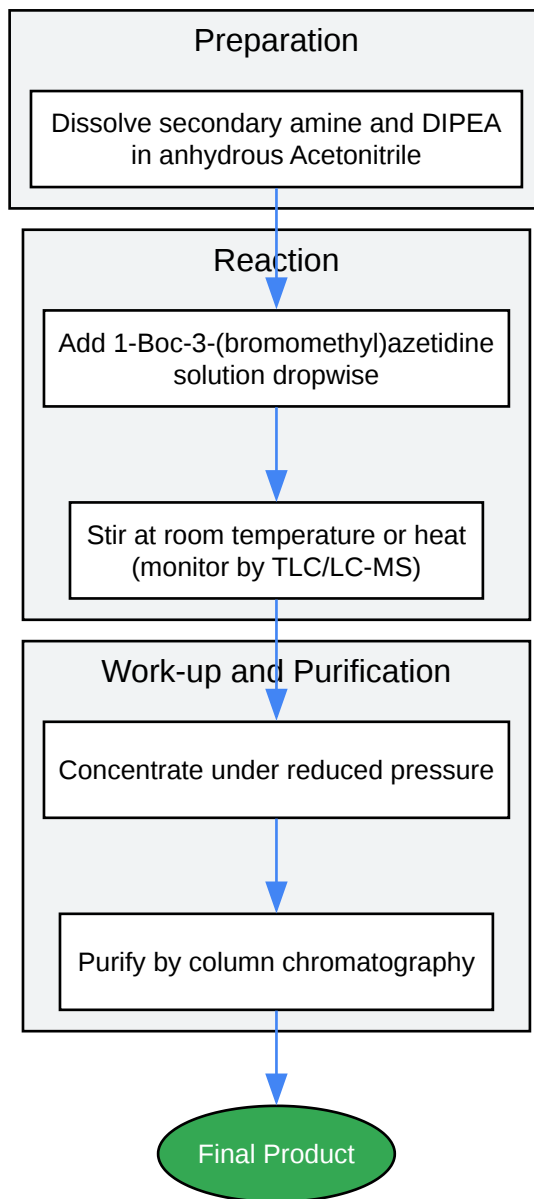 Preparation
Dissolve secondary amine and DIPEA
in anhydrous Acetonitrile
Reaction
Add 1-Boc-3-(bromomethyl)azetidine
solution dropwise
Stir at room temperature or heat
(monitor by TLC/LC-MS)
Work-up and Purification
Concentrate under reduced pressure
Purify by column chromatography
Final Product